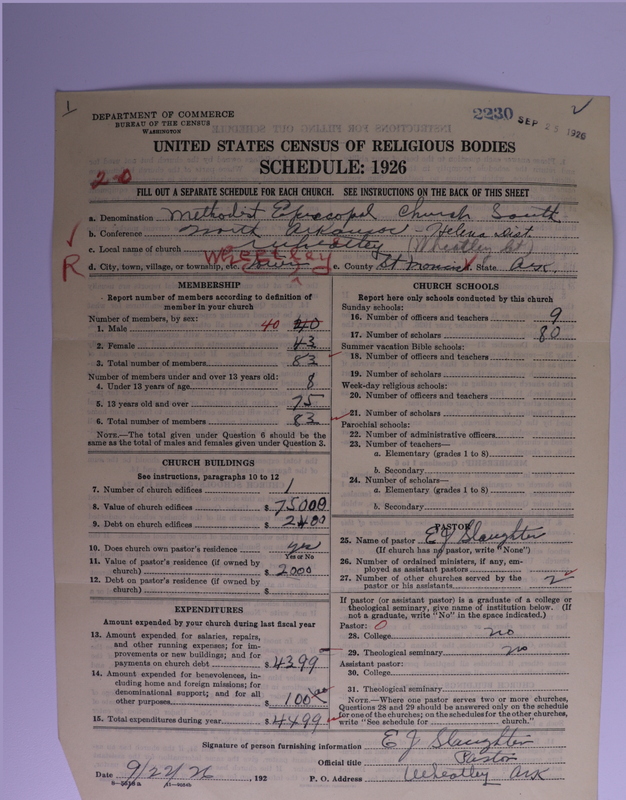 1
DEPARTMENT OF COMMERCE
BUREAU OF THE CENSUS
WASHINGTON
2230 SEP 23 1926
UNITED STATES CENSUS OF RELIGIOUS BODIES
SCHEDULE: 1926
2-0
FILL OUT A SEPARATE SCHEDULE FOR EACH CHURCH. SEE INSTRUCTIONS ON THE BACK OF THIS SHEET
a. Denomination Methodist Episcopal Church South
b. Conference North Arkansas - Helena Dist.
c. Local name of church Wheatley (Wheatley St)
R d. City, town, village, or township, etc. Wheatley e. County St Francis f. State Ark.
MEMBERSHIP
Report number of members according to definition of member in your church
Number of members, by sex:
1. Male 40 40
2. Female 43
3. Total number of members 83
Number of members under and over 13 years old:
4. Under 13 years of age 8
5. 13 years old and over 75
6. Total number of members 83
NOTE.—The total given under Question 6 should be same as the total of males and females given under Question 3.
CHURCH BUILDINGS
See instructions, paragraphs 10 to 12
7. Number of church edifices 1
8. Value of church edifices $
9. Debt on church edifices $
10. Does church own pastor's residence yes
Yes or No
11. Value of pastor's residence (if owned by church) $ 2000
12. Debt on pastor's residence (if owned by church) $
EXPENDITURES
Amount expended by your church during last fiscal year
13. Amount expended for salaries, repairs, and other running expenses; for improvements or new buildings; and for payments on church debt $ 4399
14. Amount expended for benevolences, including home and foreign missions; for denominational support; and for all other purposes $ 100
15. Total expenditures during year $ 4499
CHURCH SCHOOLS
Report here only schools conducted by this church
Sunday schools:
16. Number of officers and teachers 9
17. Number of scholars 80
Summer vacation Bible schools:
18. Number of officers and teachers
19. Number of scholars
Week-day religious schools:
20. Number of officers and teachers
21. Number of scholars
Parochial schools:
22. Number of administrative officers
23. Number of teachers—
a. Elementary (grades 1 to 8)
b. Secondary
24. Number of scholars—
a. Elementary (grades 1 to 8)
b. Secondary
PASTOR
25. Name of pastor E J Slaughter
(If church has no pastor, write "None")
26. Number of ordained ministers, if any, employed as assistant pastors
27. Number of other churches served by the pastor or his assistants 2
If pastor (or assistant pastor) is a graduate of a college or theological seminary, give name of institution below. (If not a graduate, write "No" in the space indicated.)
Pastor: 0
28. College no
29. Theological seminary no
Assistant pastor:
30. College
31. Theological seminary
NOTE.—Where one pastor serves two or more churches, Questions 28 and 29 should be answered only on the schedule for one of the churches; on the schedules for the other churches, write "See schedule for church."
Signature of person furnishing information E J Slaughter
Official title Pastor
Date 9/22/26, 192 P. O. Address Wheatley Ark